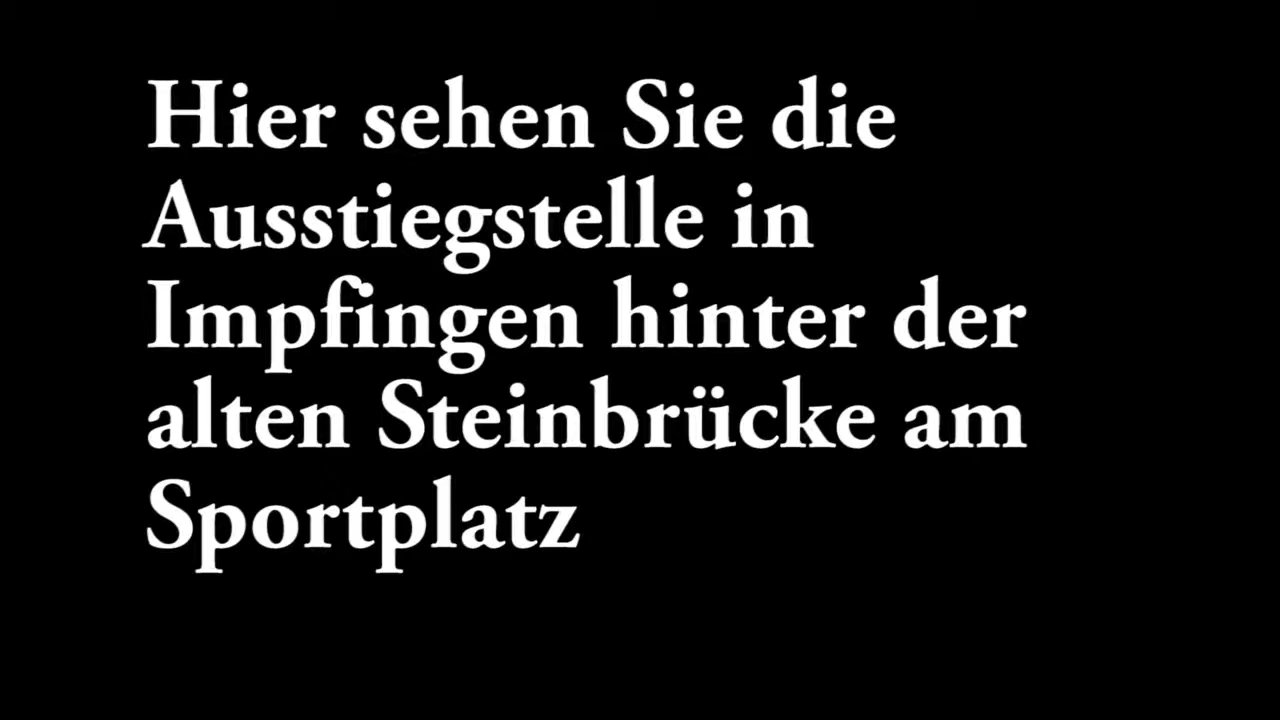 Hier sehen Sie die
Ausstiegstelle in
Impfingen hinter der
alten Steinbrücke am
Sportplatz